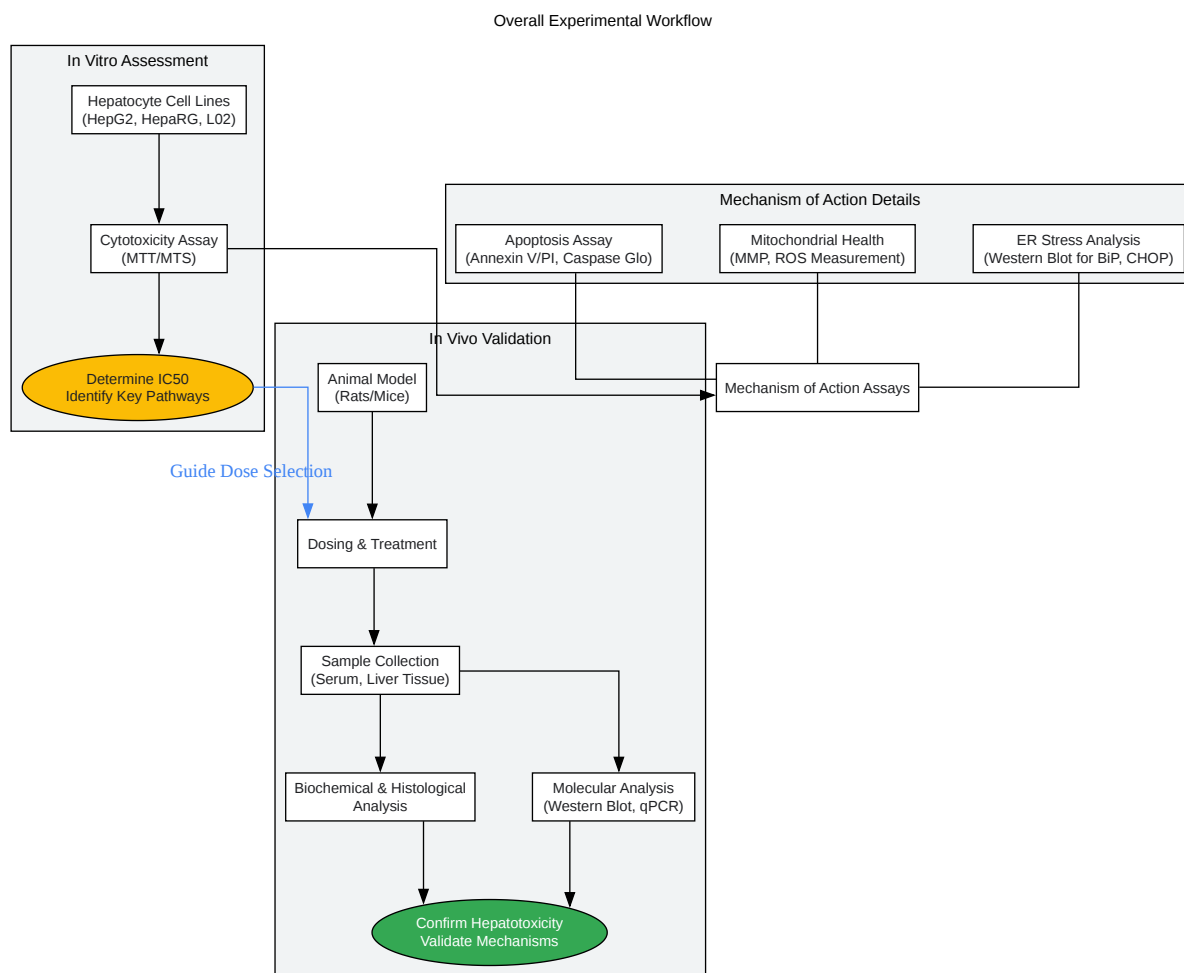 Overall Experimental Workflow
In Vitro Assessment
Hepatocyte Cell Lines
(HepG2, HepaRG, L02)
Cytotoxicity Assay
(MTT/MTS)
Determine IC50
Identify Key Pathways
Mechanism of Action Details
Apoptosis Assay
(Annexin V/PI, Caspase Glo)
Mitochondrial Health
(MMP, ROS Measurement)
ER Stress Analysis
(Western Blot for BiP, CHOP)
Mechanism of Action Assays
In Vivo Validation
Animal Model
(Rats/Mice)
Guide Dose Selection
Dosing & Treatment
Sample Collection
(Serum, Liver Tissue)
Biochemical & Histological
Analysis
Molecular Analysis
(Western Blot, qPCR)
Confirm Hepatotoxicity
Validate Mechanisms